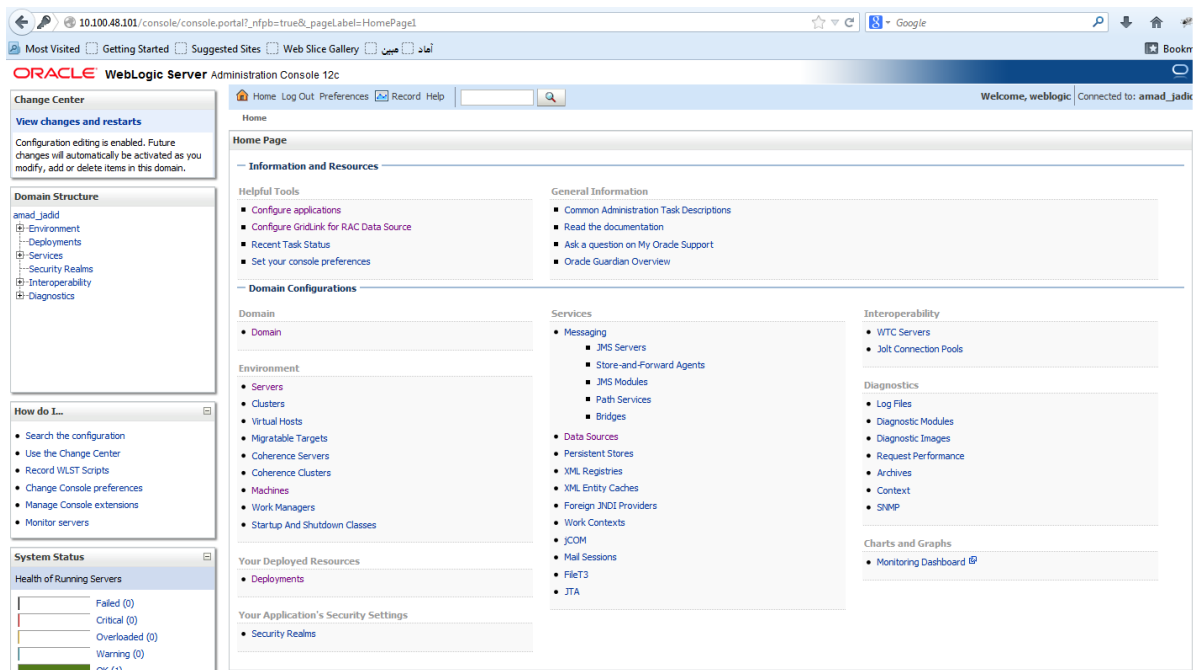 10.100.48.101/console/console.portal?_nfpb=true&_pageLabel=HomePage1
Google
Most Visited Getting Started Suggested Sites Web Slice Gallery مبین آماد
ORACLE WebLogic Server Administration Console 12c
Change Center
View changes and restarts
Configuration editing is enabled. Future
changes will automatically be activated as you
modify, add or delete items in this domain.
Domain Structure
amad_jadid
Environment
Deployments
Services
Security Realms
Interoperability
Diagnostics
How do I...
Search the configuration
Use the Change Center
Record WLST Scripts
Change Console preferences
Manage Console extensions
Monitor servers
System Status
Health of Running Servers
Failed (0)
Critical (0)
Overloaded (0)
Warning (0)
OK (1)
Home Log Out Preferences Record Help
Welcome, weblogic Connected to: amad_jadid
Home
Home Page
Information and Resources
Helpful Tools
Configure applications
Configure GridLink for RAC Data Source
Recent Task Status
Set your console preferences
General Information
Common Administration Task Descriptions
Read the documentation
Ask a question on My Oracle Support
Oracle Guardian Overview
Domain Configurations
Domain
Domain
Environment
Servers
Clusters
Virtual Hosts
Migratable Targets
Coherence Servers
Coherence Clusters
Machines
Work Managers
Startup And Shutdown Classes
Your Deployed Resources
Deployments
Your Application's Security Settings
Security Realms
Services
Messaging
JMS Servers
Store-and-Forward Agents
JMS Modules
Path Services
Bridges
Data Sources
Persistent Stores
XML Registries
XML Entity Caches
Foreign JNDI Providers
Work Contexts
jCOM
Mail Sessions
FileT3
JTA
Interoperability
WTC Servers
Jolt Connection Pools
Diagnostics
Log Files
Diagnostic Modules
Diagnostic Images
Request Performance
Archives
Context
SNMP
Charts and Graphs
Monitoring Dashboard